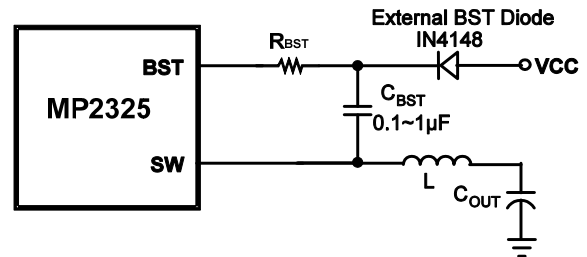 External BST Diode
IN4148
RBST
BST
VCC
MP2325
CBST
0.1~1μF
SW
L
COUT